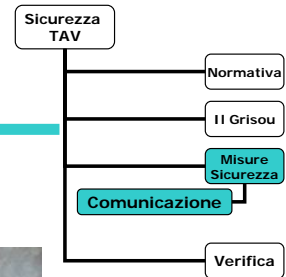 Sicurezza
TAV
Normativa
Il Grisou
Misure
Sicurezza
Comunicazione
Verifica